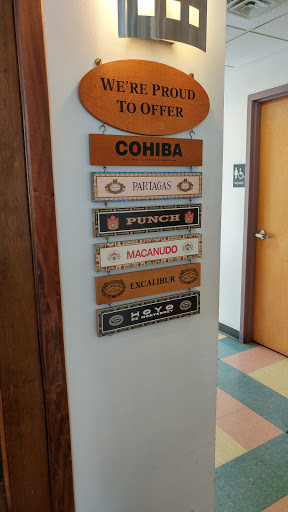 WE'RE PROUD
TO OFFER
COHIBA
PARTAGAS
PUNCH
MACANUDO
EXCALIBUR
HOYO
DE MONTERREY